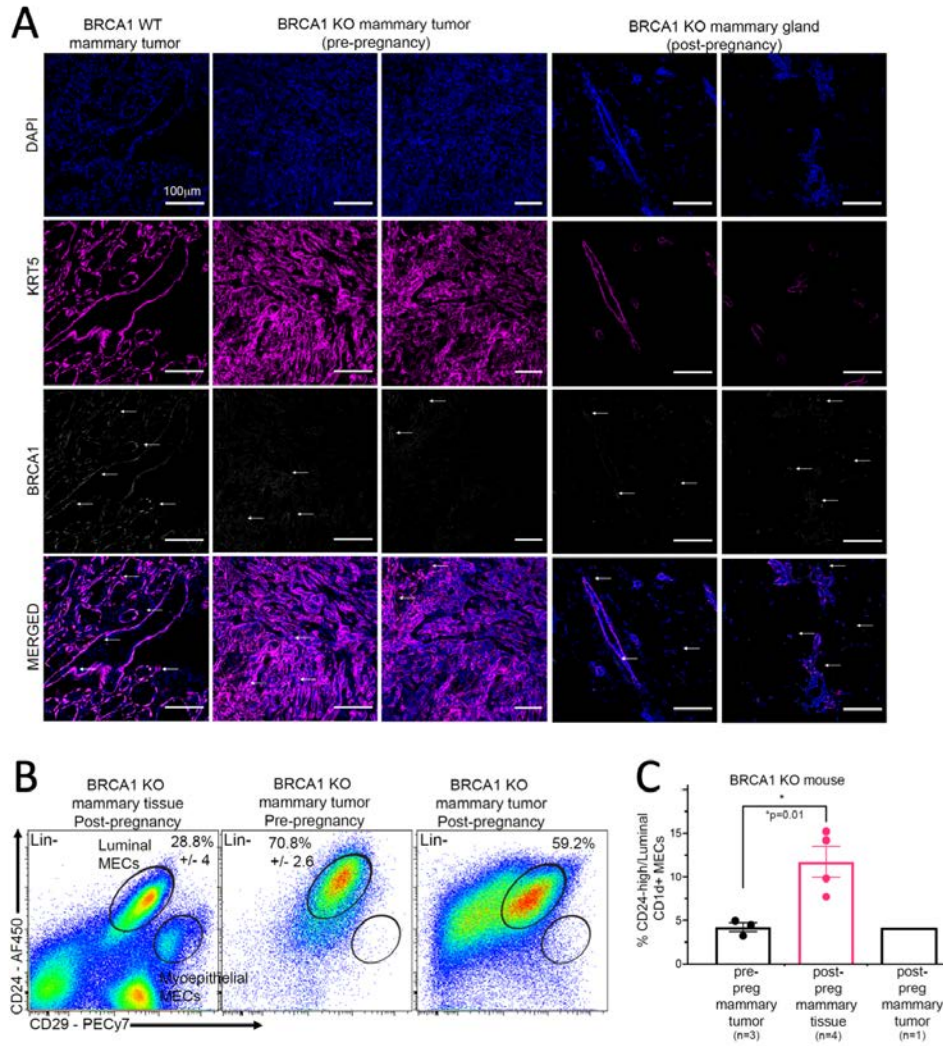 A
BRCA1 WT
mammary tumor
BRCA1 KO mammary tumor
(pre-pregnancy)
BRCA1 KO mammary gland
(post-pregnancy)
DAPI
100μm
KRT5
BRCA1
MERGED
B
BRCA1 KO
mammary tissue
Post-pregnancy
BRCA1 KO
mammary tumor
Pre-pregnancy
BRCA1 KO
mammary tumor
Post-pregnancy
Lin-
Luminal
MECs
28.8%
+/- 4
Myoepithelial
MECs
Lin-
70.8%
+/- 2.6
Lin-
59.2%
CD24 - AF450
CD29 - PECy7
C
BRCA1 KO mouse
*
*p=0.01
% CD24-high/Luminal
CD1d+ MECs
15
10
5
0
pre-
preg
mammary
tumor
(n=3)
post-
preg
mammary
tissue
(n=4)
post-
preg
mammary
tumor
(n=1)